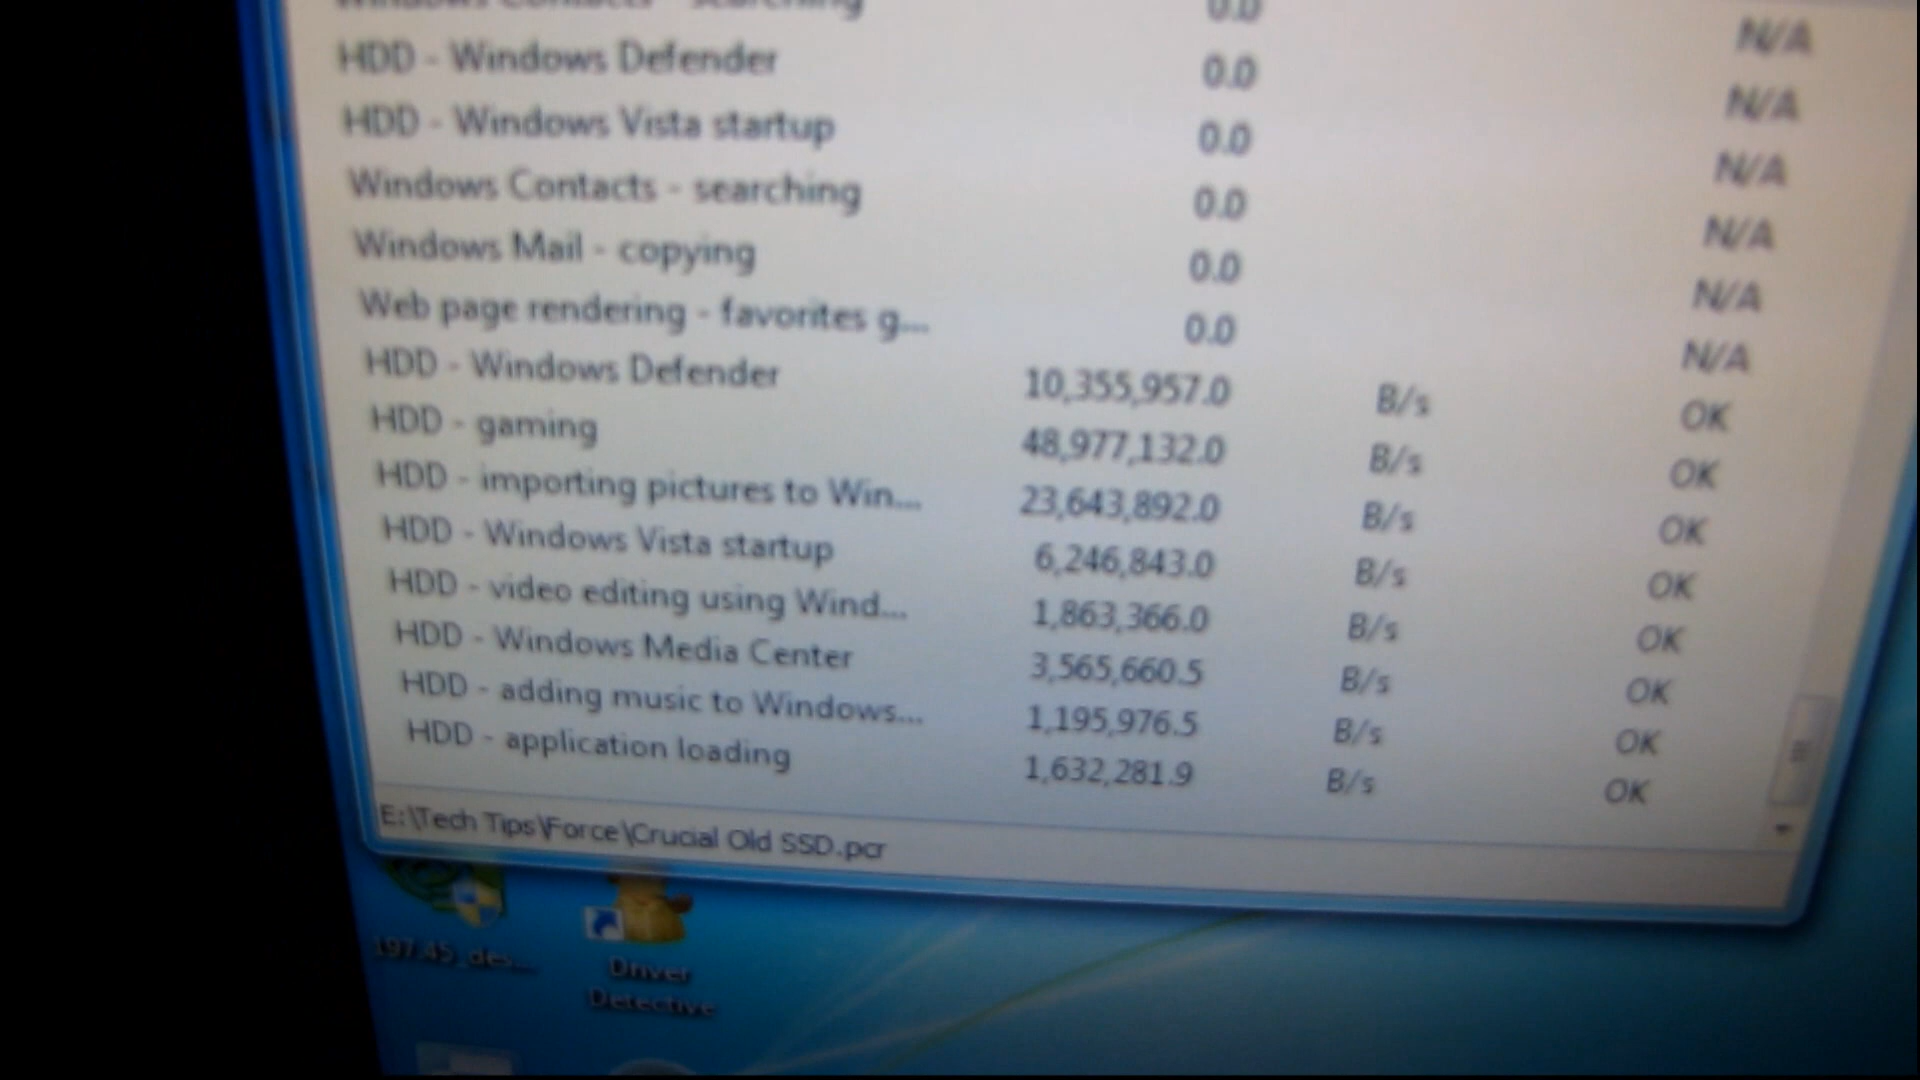 Windows Contacts - searching 0.0 N/A
HDD - Windows Defender 0.0 N/A
HDD - Windows Vista startup 0.0 N/A
Windows Contacts - searching 0.0 N/A
Windows Mail - copying 0.0 N/A
Web page rendering - favorites g... 0.0 N/A
HDD - Windows Defender 10,355,957.0 B/s OK
HDD - gaming 48,977,132.0 B/s OK
HDD - importing pictures to Win... 23,643,892.0 B/s OK
HDD - Windows Vista startup 6,246,843.0 B/s OK
HDD - video editing using Wind... 1,863,366.0 B/s OK
HDD - Windows Media Center 3,565,660.5 B/s OK
HDD - adding music to Windows... 1,195,976.5 B/s OK
HDD - application loading 1,632,281.9 B/s OK
E:\Tech Tips\Force\Crucial Old SSD.pcr
197.45_des...
Driver
Detective